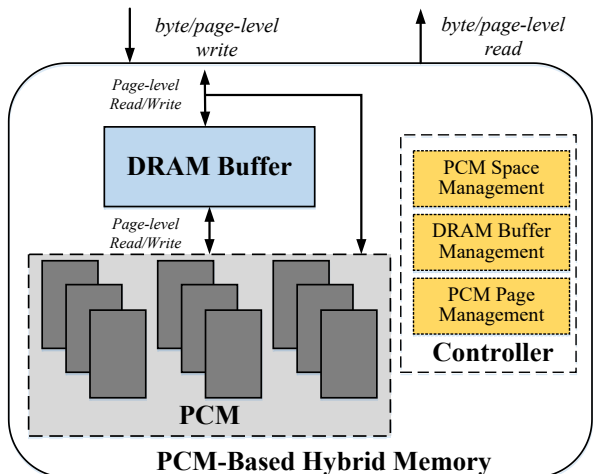 byte/page-level
write
byte/page-level
read
Page-level
Read/Write
DRAM Buffer
Page-level
Read/Write
PCM
PCM Space
Management
DRAM Buffer
Management
PCM Page
Management
Controller
PCM-Based Hybrid Memory